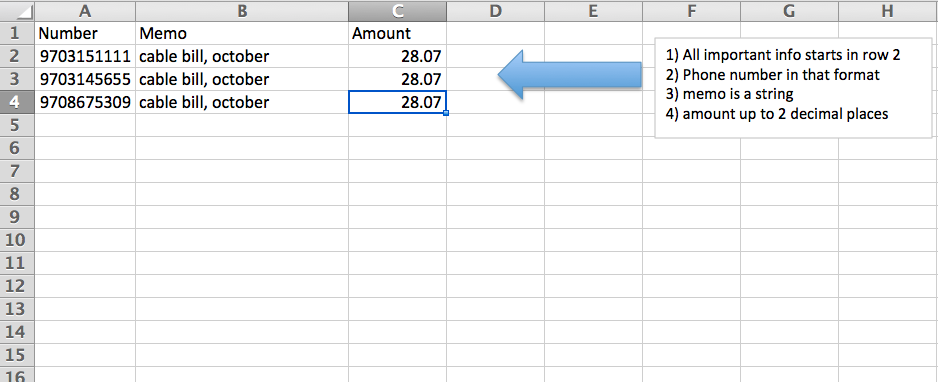 A B C D E F G H
1 Number Memo Amount
2 9703151111 cable bill, october 28.07
3 9703145655 cable bill, october 28.07
4 9708675309 cable bill, october 28.07
5
6
7
8
9
10
11
12
13
14
15
16
1) All important info starts in row 2
2) Phone number in that format
3) memo is a string
4) amount up to 2 decimal places